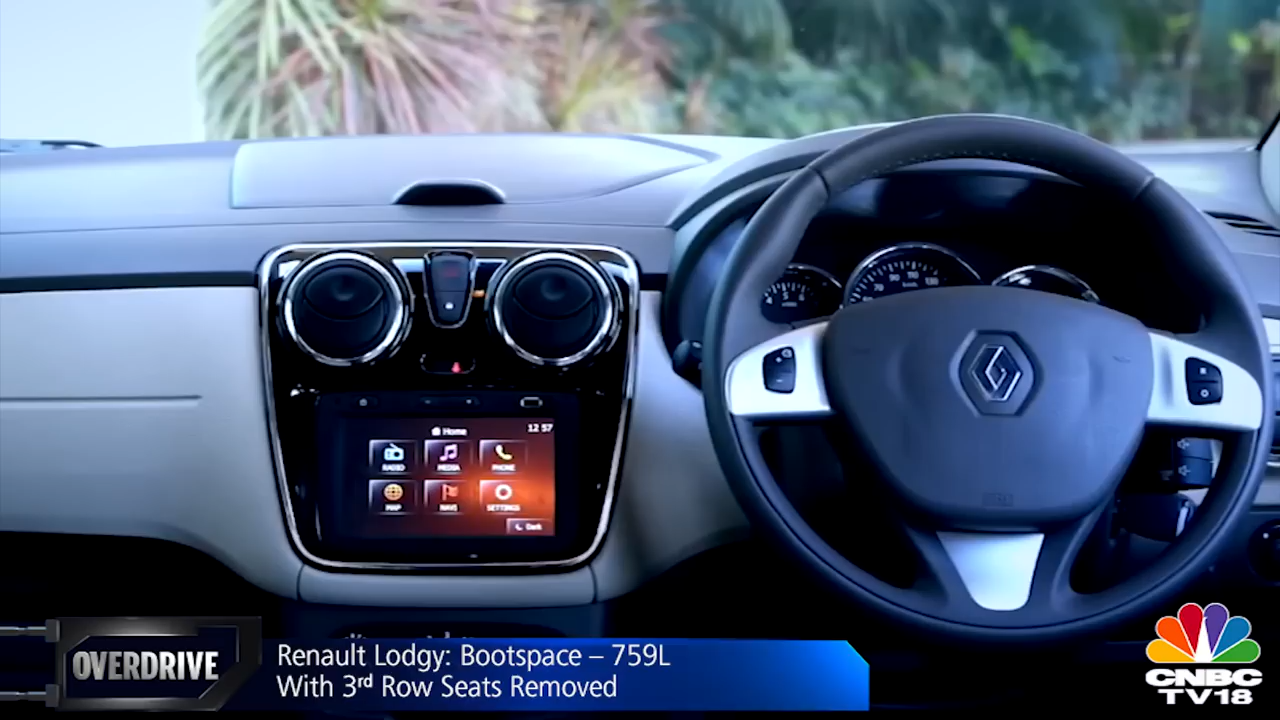 Home
12 57
RADIO
MEDIA
PHONE
MAP
NAVI
SETTINGS
Dark
OVERDRIVE
Renault Lodgy: Bootspace – 759L
With 3rd Row Seats Removed
CNBC
TV18